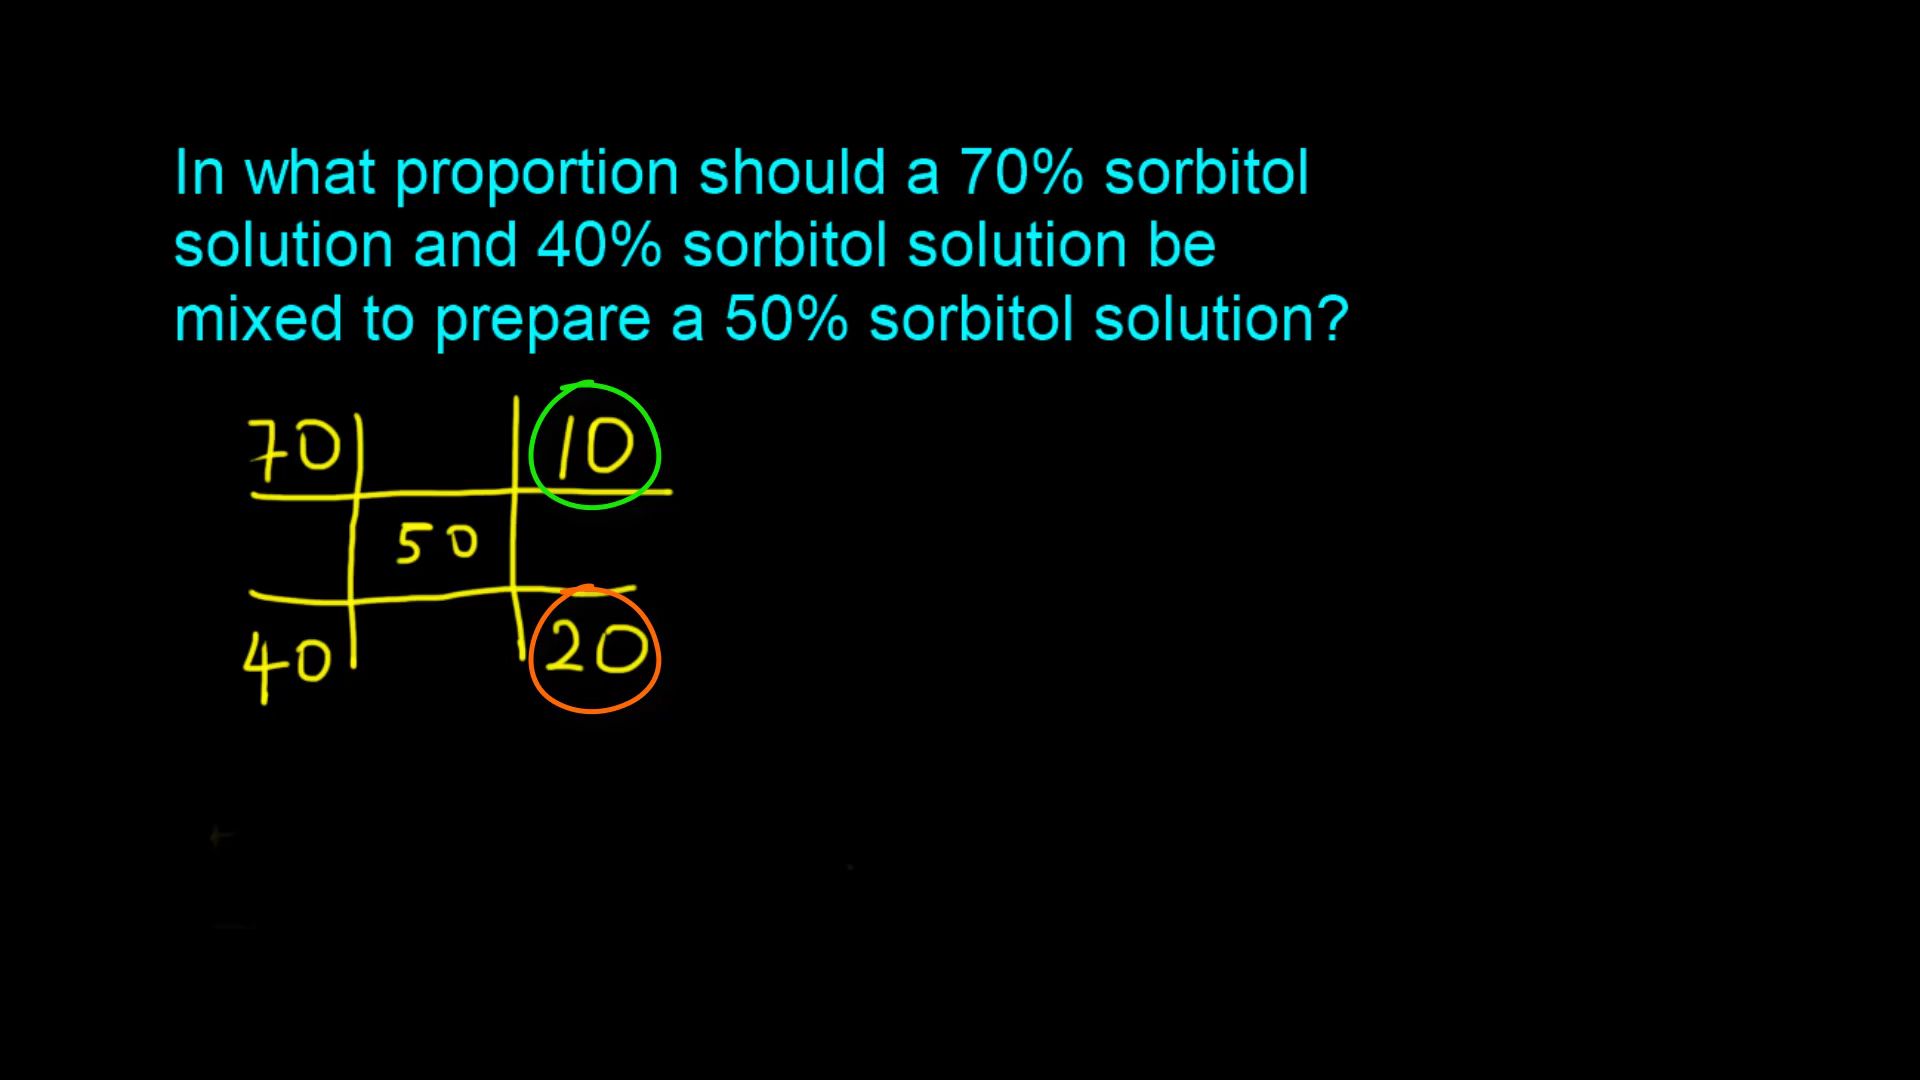 In what proportion should a 70% sorbitol
solution and 40% sorbitol solution be
mixed to prepare a 50% sorbitol solution?
70 10
50
40 20